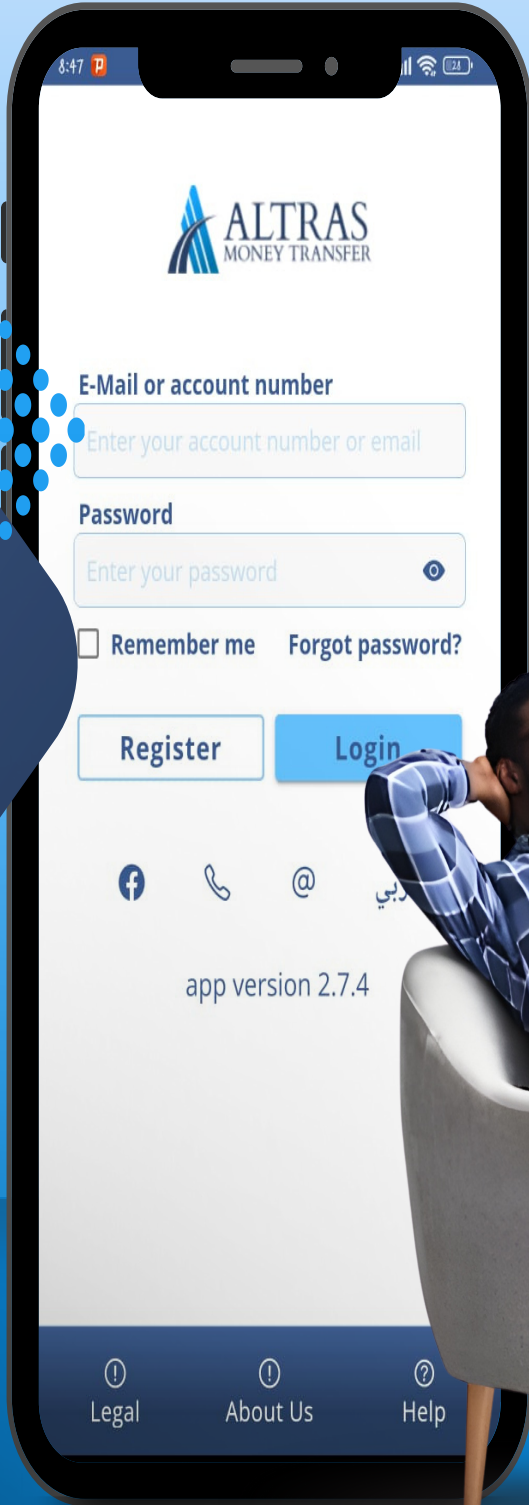 8:47
28
ALTRAS
MONEY TRANSFER
E-Mail or account number
Enter your account number or email
Password
Enter your password
Remember me Forgot password?
Register Login
@
app version 2.7.4
Legal About Us Help